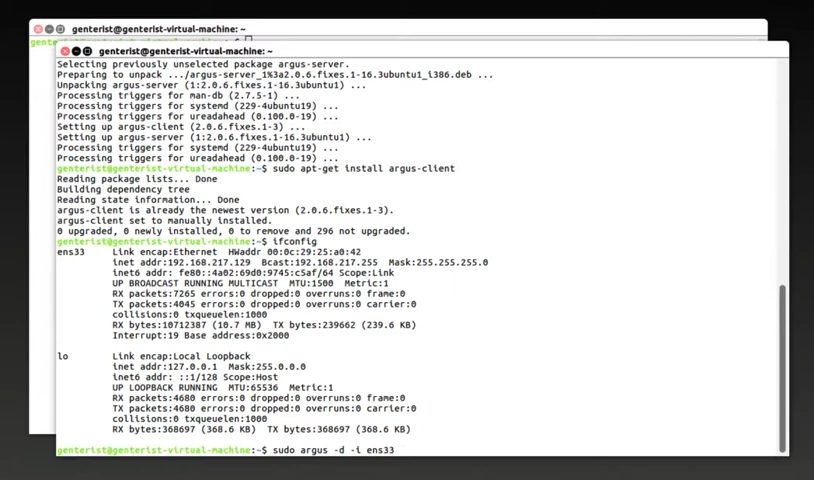 genterist@genterist-virtual-machine: ~
genterist@genterist-virtual-machine: ~
Selecting previously unselected package argus-server.
Preparing to unpack .../argus-server_1%3a2.0.6.fixes.1-16.3ubuntu1_i386.deb ...
Unpacking argus-server (1:2.0.6.fixes.1-16.3ubuntu1) ...
Processing triggers for man-db (2.7.5-1) ...
Processing triggers for systemd (229-4ubuntu19) ...
Processing triggers for ureadahead (0.100.0-19) ...
Setting up argus-client (2.0.6.fixes.1-3) ...
Setting up argus-server (1:2.0.6.fixes.1-16.3ubuntu1) ...
Processing triggers for systemd (229-4ubuntu19) ...
Processing triggers for ureadahead (0.100.0-19) ...
genterist@genterist-virtual-machine:~$ sudo apt-get install argus-client
Reading package lists... Done
Building dependency tree
Reading state information... Done
argus-client is already the newest version (2.0.6.fixes.1-3).
argus-client set to manually installed.
0 upgraded, 0 newly installed, 0 to remove and 296 not upgraded.
genterist@genterist-virtual-machine:~$ ifconfig
ens33 Link encap:Ethernet HWaddr 00:0c:29:25:a0:42
inet addr:192.168.217.129 Bcast:192.168.217.255 Mask:255.255.255.0
inet6 addr: fe80::4a02:69d0:9745:c5af/64 Scope:Link
UP BROADCAST RUNNING MULTICAST MTU:1500 Metric:1
RX packets:7265 errors:0 dropped:0 overruns:0 frame:0
TX packets:4045 errors:0 dropped:0 overruns:0 carrier:0
collisions:0 txqueuelen:1000
RX bytes:10712387 (10.7 MB) TX bytes:239662 (239.6 KB)
Interrupt:19 Base address:0x2000
lo Link encap:Local Loopback
inet addr:127.0.0.1 Mask:255.0.0.0
inet6 addr: ::1/128 Scope:Host
UP LOOPBACK RUNNING MTU:65536 Metric:1
RX packets:4680 errors:0 dropped:0 overruns:0 frame:0
TX packets:4680 errors:0 dropped:0 overruns:0 carrier:0
collisions:0 txqueuelen:1000
RX bytes:368697 (368.6 KB) TX bytes:368697 (368.6 KB)
genterist@genterist-virtual-machine:~$ sudo argus -d -i ens33